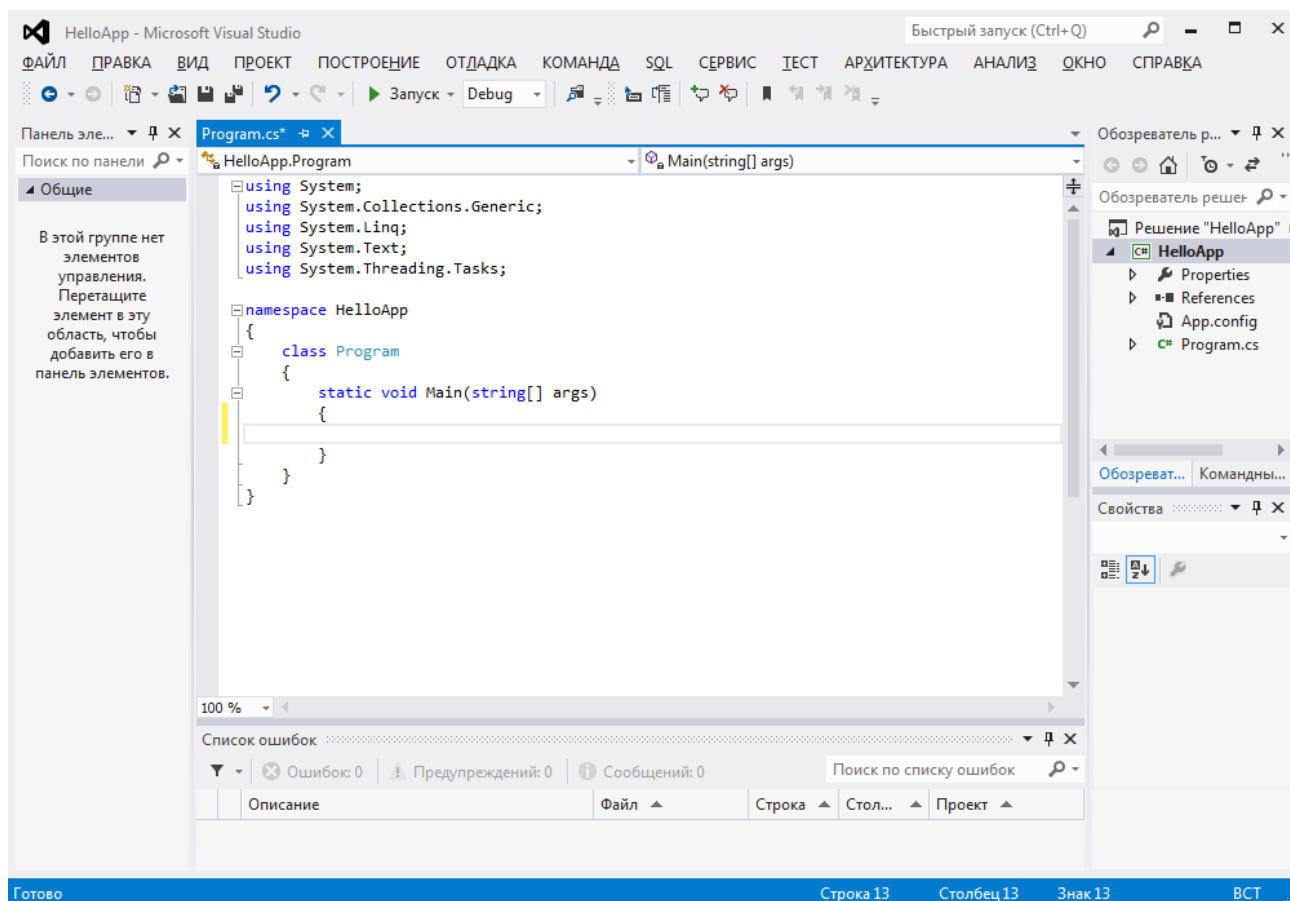 HelloApp - Microsoft Visual Studio
Быстрый запуск (Ctrl+Q)
ФАЙЛ ПРАВКА ВИД ПРОЕКТ ПОСТРОЕНИЕ ОТЛАДКА КОМАНДА SQL СЕРВИС ТЕСТ АРХИТЕКТУРА АНАЛИЗ ОКНО СПРАВКА
Запуск Debug
Панель эле...
Поиск по панели
Общие
В этой группе нет
элементов
управления.
Перетащите
элемент в эту
область, чтобы
добавить его в
панель элементов.
Program.cs*
HelloApp.Program
Main(string[] args)
using System;
using System.Collections.Generic;
using System.Linq;
using System.Text;
using System.Threading.Tasks;
namespace HelloApp
{
class Program
{
static void Main(string[] args)
{
}
}
}
100 %
Список ошибок
Ошибок: 0 Предупреждений: 0 Сообщений: 0 Поиск по списку ошибок
Описание Файл Строка Стол... Проект
Обозреватель р...
Обозреватель решен
Решение "HelloApp"
C# HelloApp
Properties
References
App.config
C# Program.cs
Обозреват... Командны...
Свойства
Готово Строка 13 Столбец 13 Знак 13 ВСТ